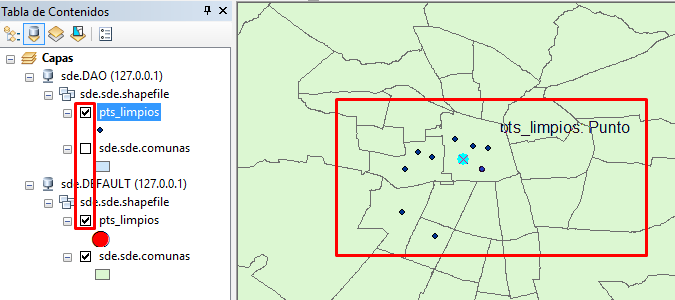 Tabla de Contenidos
Capas
sde.DAO (127.0.0.1)
sde.sde.shapefile
pts_limpios
sde.sde.comunas
sde.DEFAULT (127.0.0.1)
sde.sde.shapefile
pts_limpios
sde.sde.comunas
pts_limpios: Punto